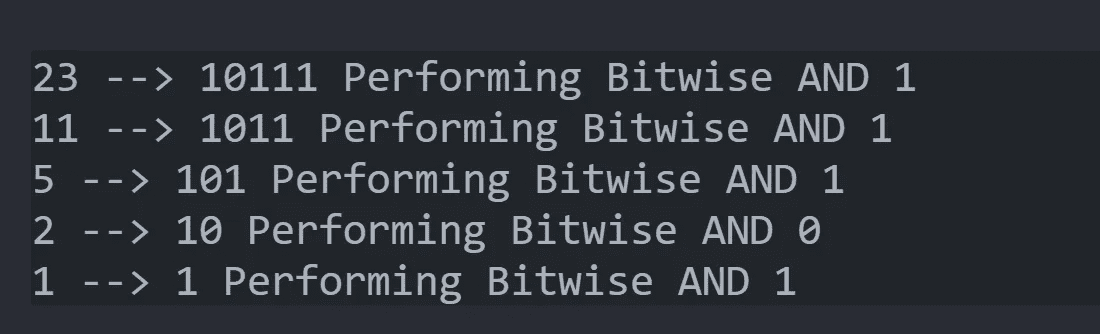 23 --> 10111 Performing Bitwise AND 1
11 --> 1011 Performing Bitwise AND 1
5 --> 101 Performing Bitwise AND 1
2 --> 10 Performing Bitwise AND 0
1 --> 1 Performing Bitwise AND 1